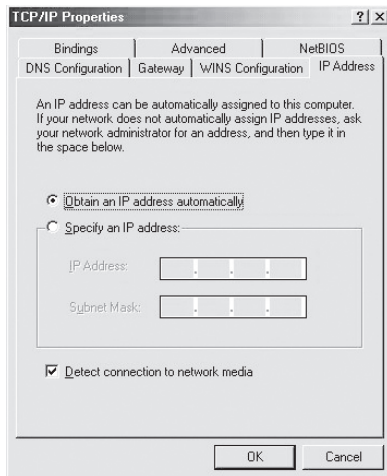 TCP/IP Properties
Bindings Advanced NetBIOS
DNS Configuration Gateway WINS Configuration IP Address
An IP address can be automatically assigned to this computer.
If your network does not automatically assign IP addresses, ask
your network administrator for an address, and then type it in
the space below.
Obtain an IP address automatically
Specify an IP address:
IP Address:
Subnet Mask:
Detect connection to network media
OK Cancel